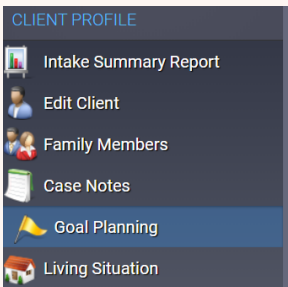 CLIENT PROFILE
Intake Summary Report
Edit Client
Family Members
Case Notes
Goal Planning
Living Situation